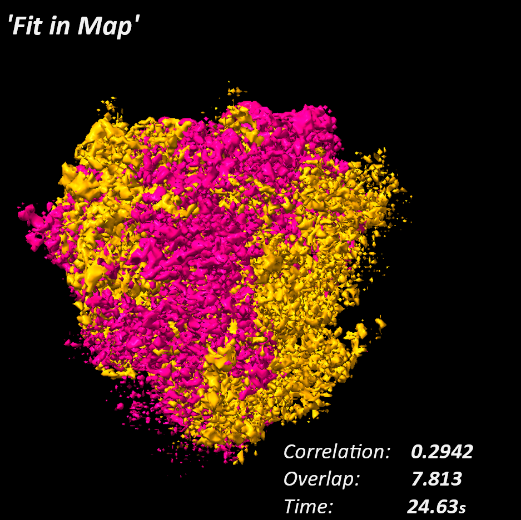 'Fit in Map'
Correlation: 0.2942
Overlap: 7.813
Time: 24.63s